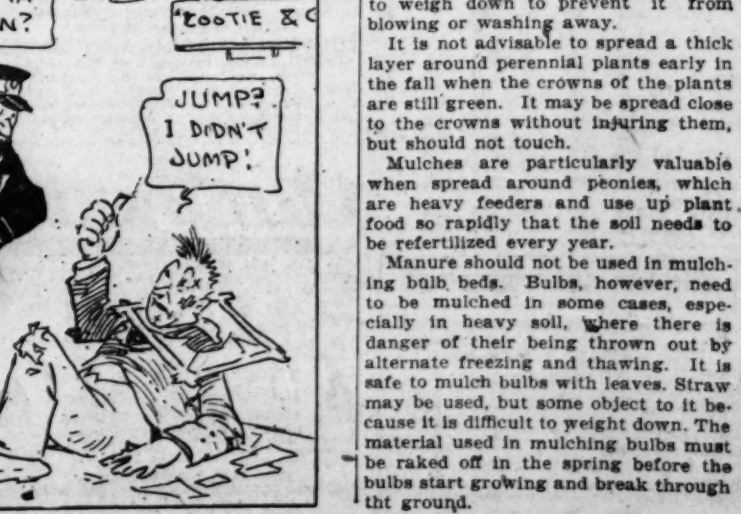 N?
"COOTIE & C
JUMP?
I DIDN'T
JUMP!
to weigh down to prevent it from
blowing or washing away.
It is not advisable to spread a thick
layer around perennial plants early in
the fall when the crowns of the plants
are still green. It may be spread close
to the crowns without injuring them,
but should not touch.
Mulches are particularly valuable
when spread around peonies, which
are heavy feeders and use up plant
food so rapidly that the soil needs to
be refertilized every year.
Manure should not be used in mulch-
ing bulb beds. Bulbs, however, need
to be mulched in some cases, espe-
cially in heavy soil, where there is
danger of their being thrown out by
alternate freezing and thawing. It is
safe to mulch bulbs with leaves. Straw
may be used, but some object to it be-
cause it is difficult to weight down. The
material used in mulching bulbs must
be raked off in the spring before the
bulbs start growing and break through
tht ground.